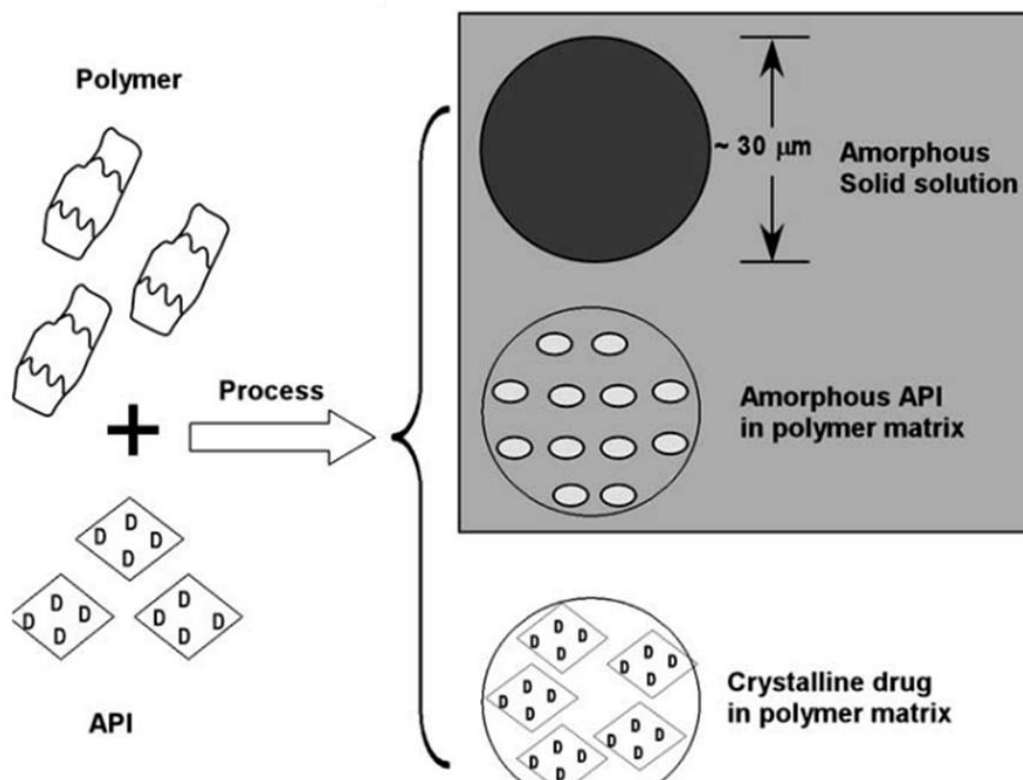 Polymer
~ 30 μm
Amorphous
Solid solution
Process
Amorphous API
in polymer matrix
D
D D
D
D
D D
D
D
D D
D
API
D
D D
D
D
D D
D
D
D D
D
D
D D
D
D
D D
D
Crystalline drug
in polymer matrix